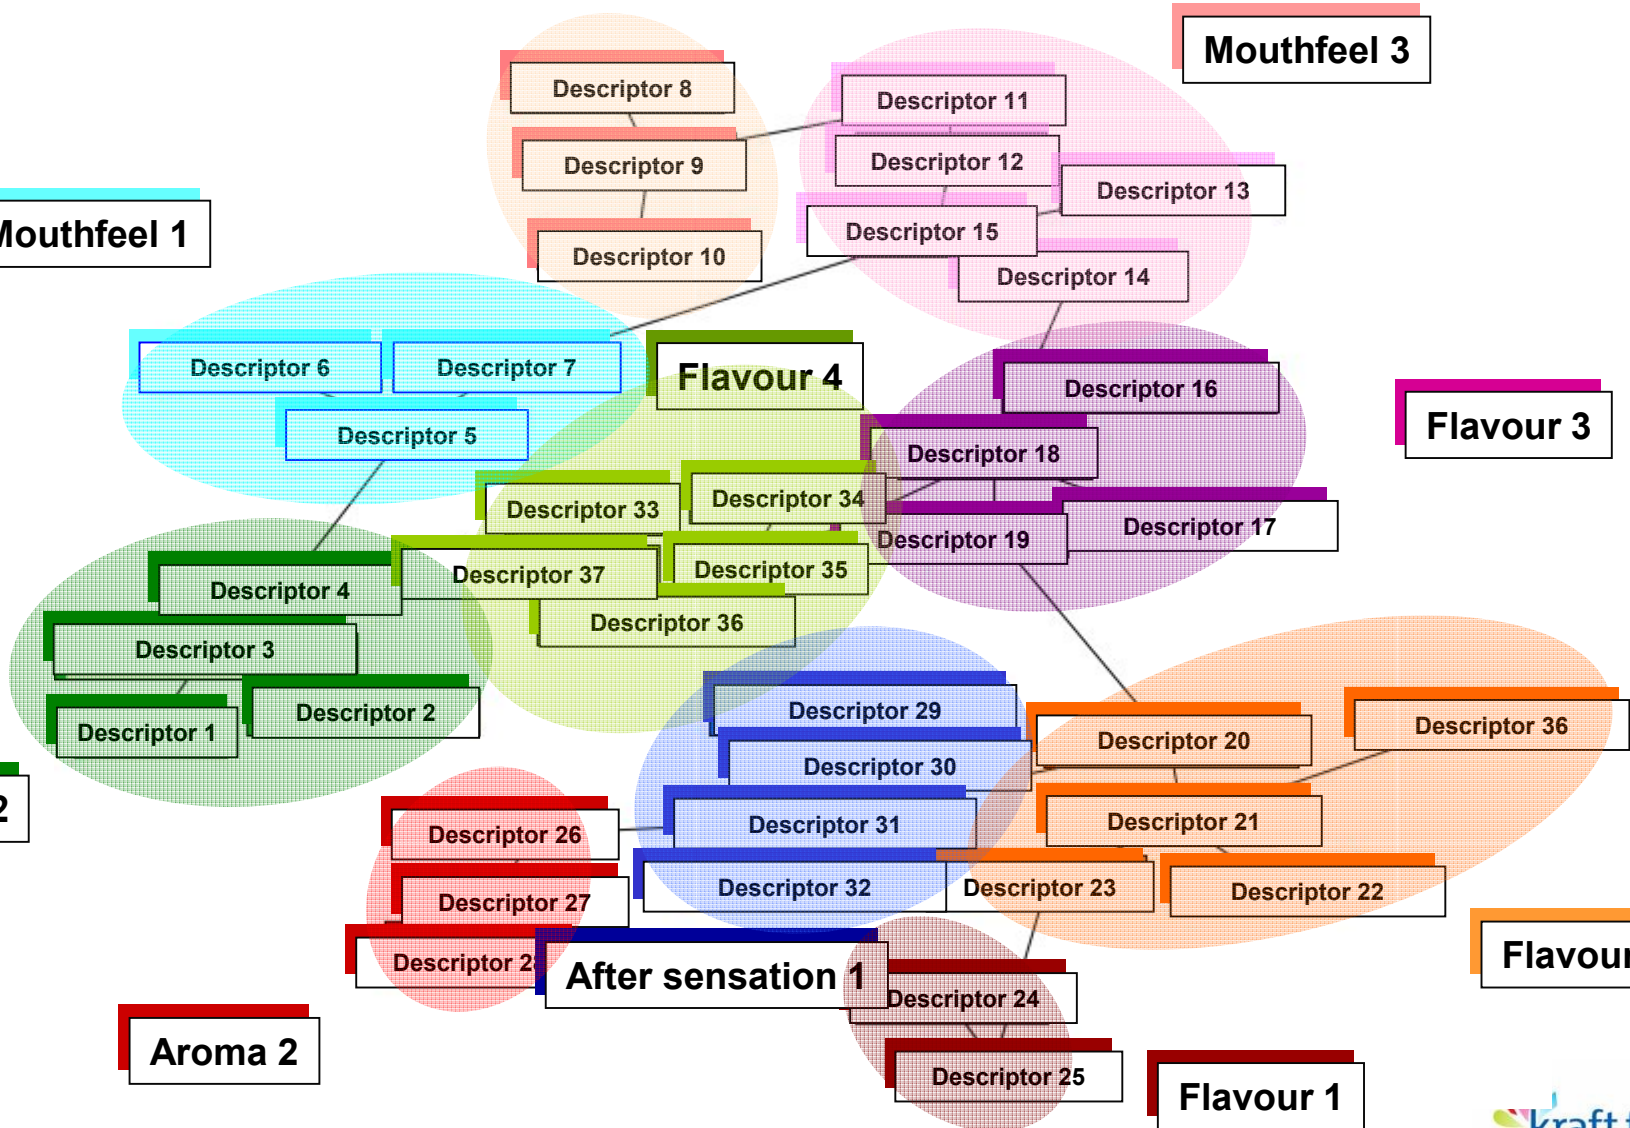 Mouthfeel 3
Descriptor 8
Descriptor 11
Descriptor 9
Descriptor 12
Descriptor 13
Mouthfeel 1
Descriptor 15
Descriptor 10
Descriptor 14
Descriptor 6
Descriptor 7
Flavour 4
Descriptor 16
Flavour 3
Descriptor 5
Descriptor 18
Descriptor 33
Descriptor 34
Descriptor 17
Descriptor 19
Descriptor 37
Descriptor 35
Descriptor 4
Descriptor 36
Descriptor 3
Descriptor 29
Descriptor 2
Descriptor 1
Descriptor 20
Descriptor 36
Descriptor 30
2
Descriptor 26
Descriptor 31
Descriptor 21
Descriptor 32
Descriptor 23
Descriptor 22
Descriptor 27
Descriptor 28
After sensation 1
Flavour
Descriptor 24
Aroma 2
Descriptor 25
Flavour 1
kraft